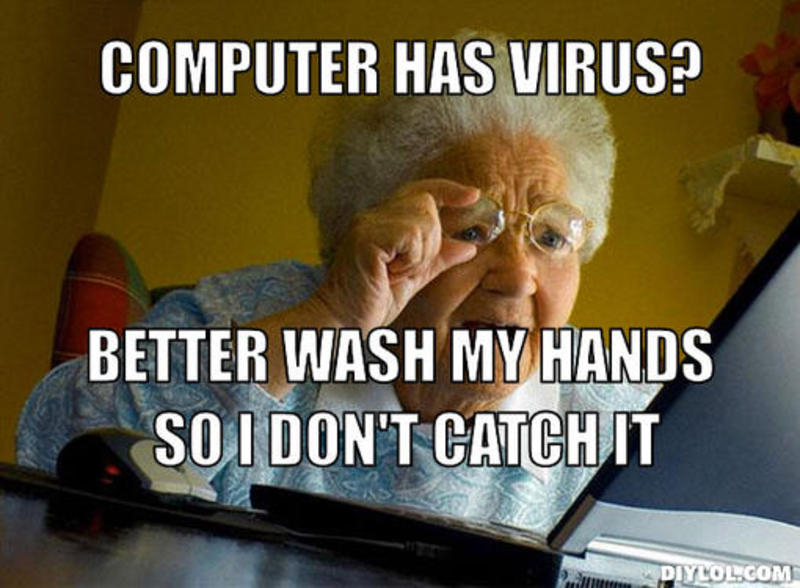 COMPUTER HAS VIRUS?
BETTER WASH MY HANDS
SO I DON'T CATCH IT
DIYLOL.COM